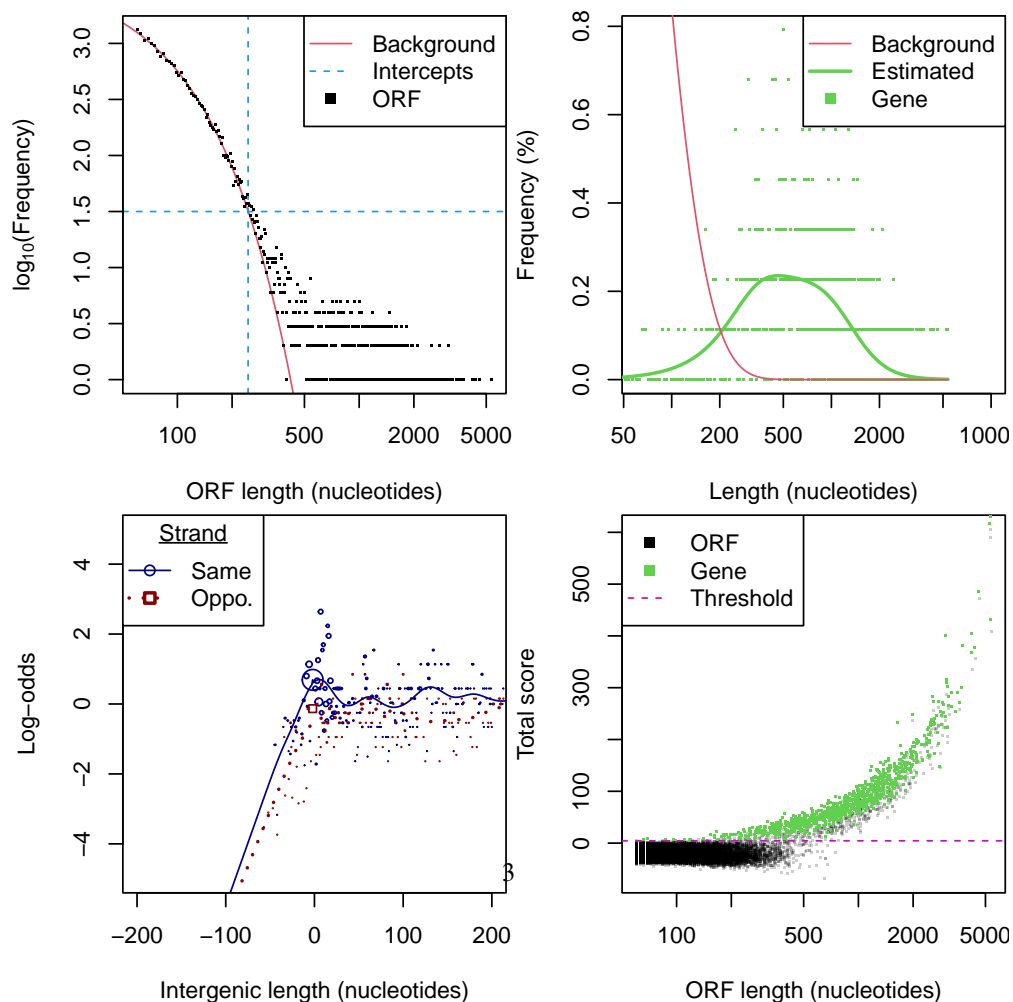 log10(Frequency)
0.0 0.5 1.0 1.5 2.0 2.5 3.0
Background
Intercepts
ORF
100 500 2000 5000
ORF length (nucleotides)
Frequency (%)
0.0 0.2 0.4 0.6 0.8
Background
Estimated
Gene
50 200 500 2000 1000
Length (nucleotides)
Log−odds
−4 −2 0 2 4
Strand
Same
Oppo.
3
−200 −100 0 100 200
Intergenic length (nucleotides)
Total score
0 100 300 500
ORF
Gene
Threshold
100 500 2000 5000
ORF length (nucleotides)